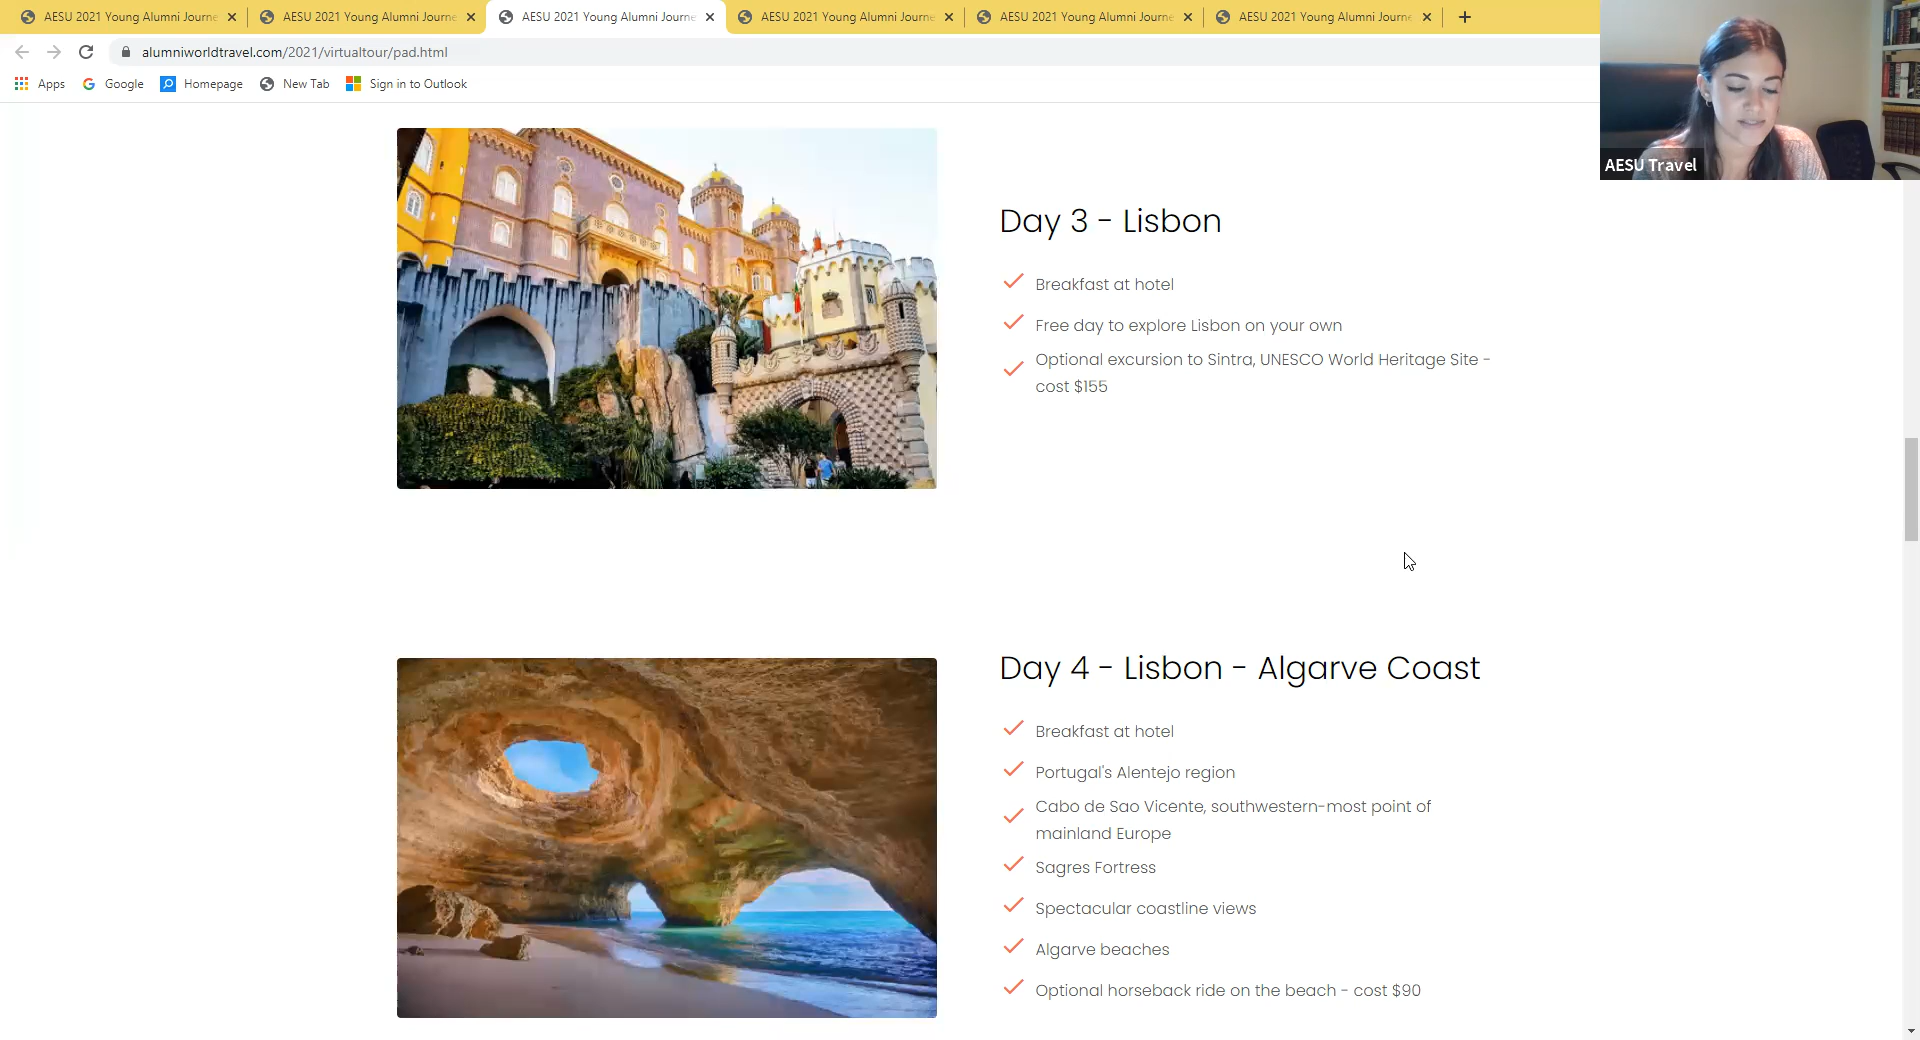 AESU 2021 Young Alumni Journe
AESU 2021 Young Alumni Journe
AESU 2021 Young Alumni Journe
AESU 2021 Young Alumni Journe
AESU 2021 Young Alumni Journe
AESU 2021 Young Alumni Journe
alumniworldtravel.com/2021/virtualtour/pad.html
Apps
Google
Homepage
New Tab
Sign in to Outlook
AESU Travel
Day 3 - Lisbon
Breakfast at hotel
Free day to explore Lisbon on your own
Optional excursion to Sintra, UNESCO World Heritage Site -
cost $155
Day 4 - Lisbon - Algarve Coast
Breakfast at hotel
Portugal's Alentejo region
Cabo de Sao Vicente, southwestern-most point of
mainland Europe
Sagres Fortress
Spectacular coastline views
Algarve beaches
Optional horseback ride on the beach - cost $90